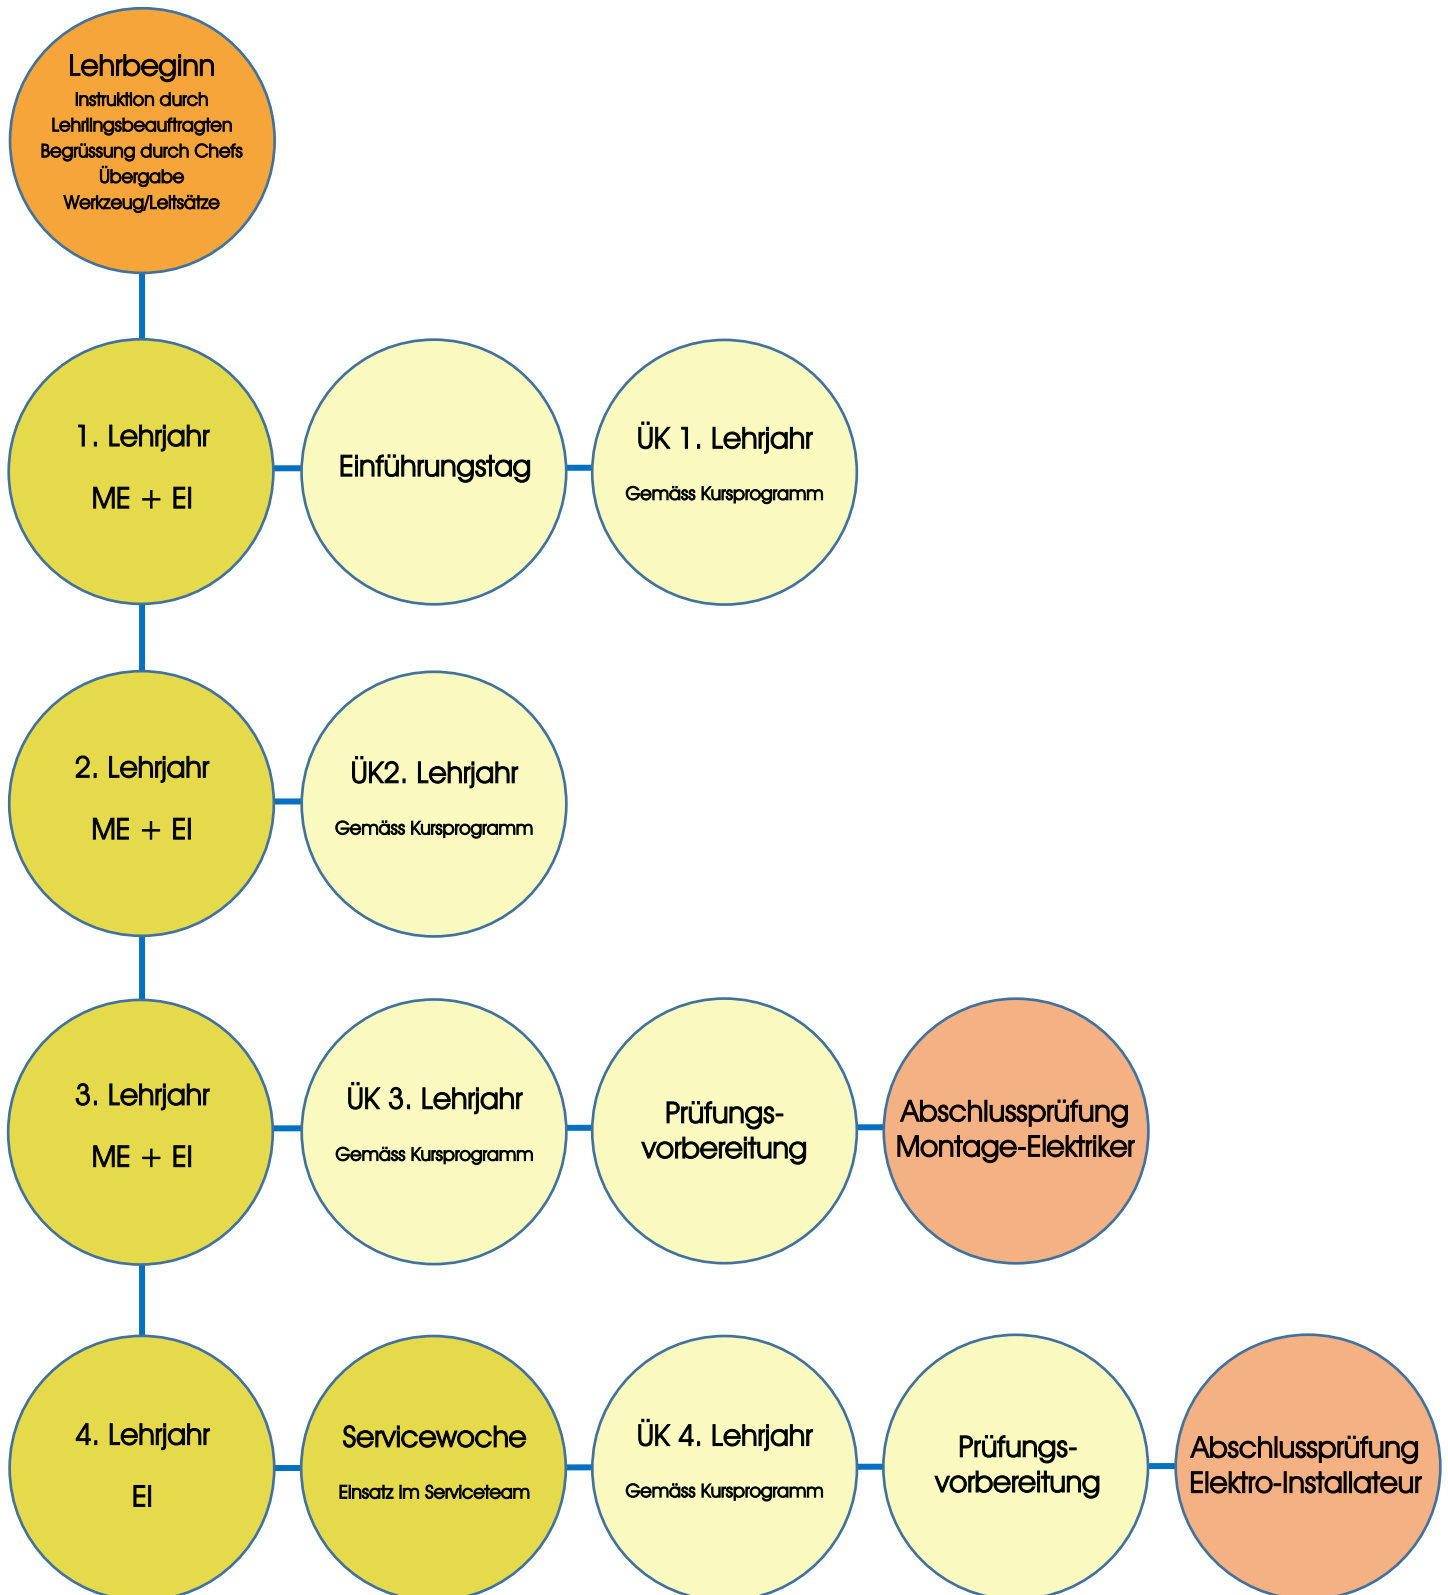 Lehrbeginn
Instruktion durch
Lehrlingsbeauftragten
Begrüssung durch Chefs
Übergabe
Werkzeug/Leitsätze
1. Lehrjahr
ME + EI
Einführungstag
ÜK 1. Lehrjahr
Gemäss Kursprogramm
2. Lehrjahr
ME + EI
ÜK2. Lehrjahr
Gemäss Kursprogramm
3. Lehrjahr
ME + EI
ÜK 3. Lehrjahr
Gemäss Kursprogramm
Prüfungs-
vorbereitung
Abschlussprüfung
Montage-Elektriker
4. Lehrjahr
EI
Servicewoche
Einsatz im Serviceteam
ÜK 4. Lehrjahr
Gemäss Kursprogramm
Prüfungs-
vorbereitung
Abschlussprüfung
Elektro-Installateur